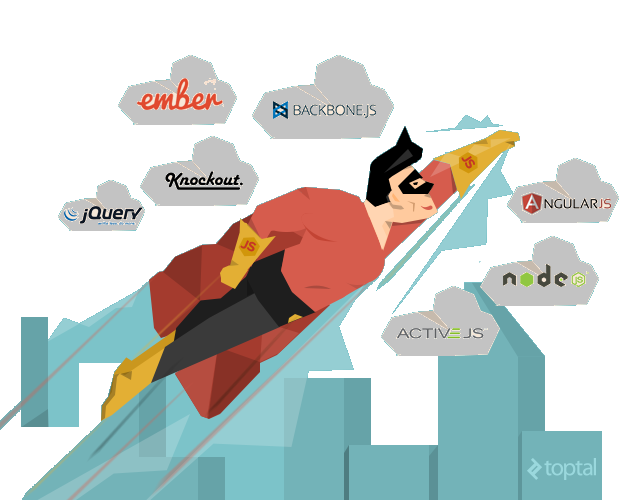 ember
BACKBONE.JS
Knockout.
jQuery
JS
JS
ANGULARJS
node JS
ACTIVEJS
toptal